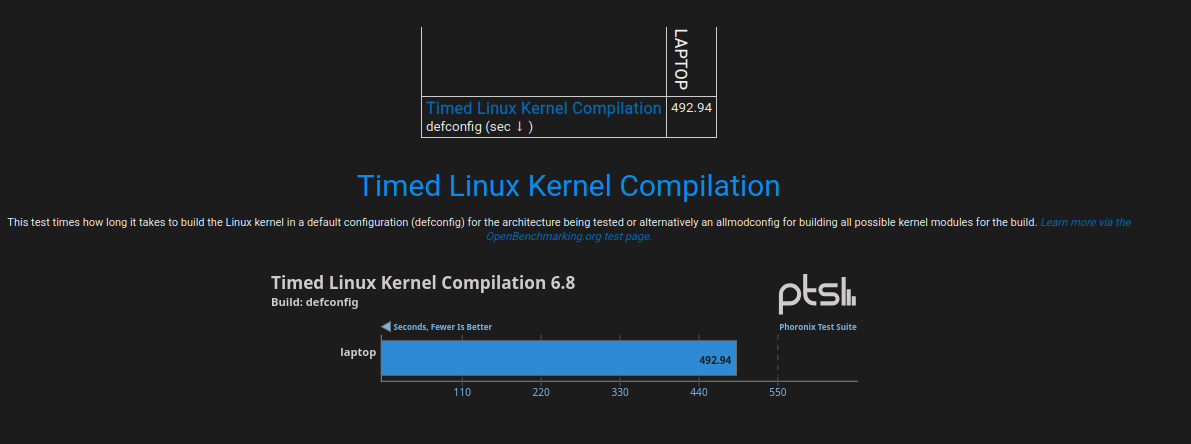 LAPTOP
Timed Linux Kernel Compilation 492.94
defconfig (sec ↓ )
Timed Linux Kernel Compilation
This test times how long it takes to build the Linux kernel in a default configuration (defconfig) for the architecture being tested or alternatively an allmodconfig for building all possible kernel modules for the build. Learn more via the
OpenBenchmarking.org test page.
Timed Linux Kernel Compilation 6.8
Build: defconfig
pts
Seconds, Fewer Is Better
Phoronix Test Suite
laptop
492.94
110 220 330 440 550